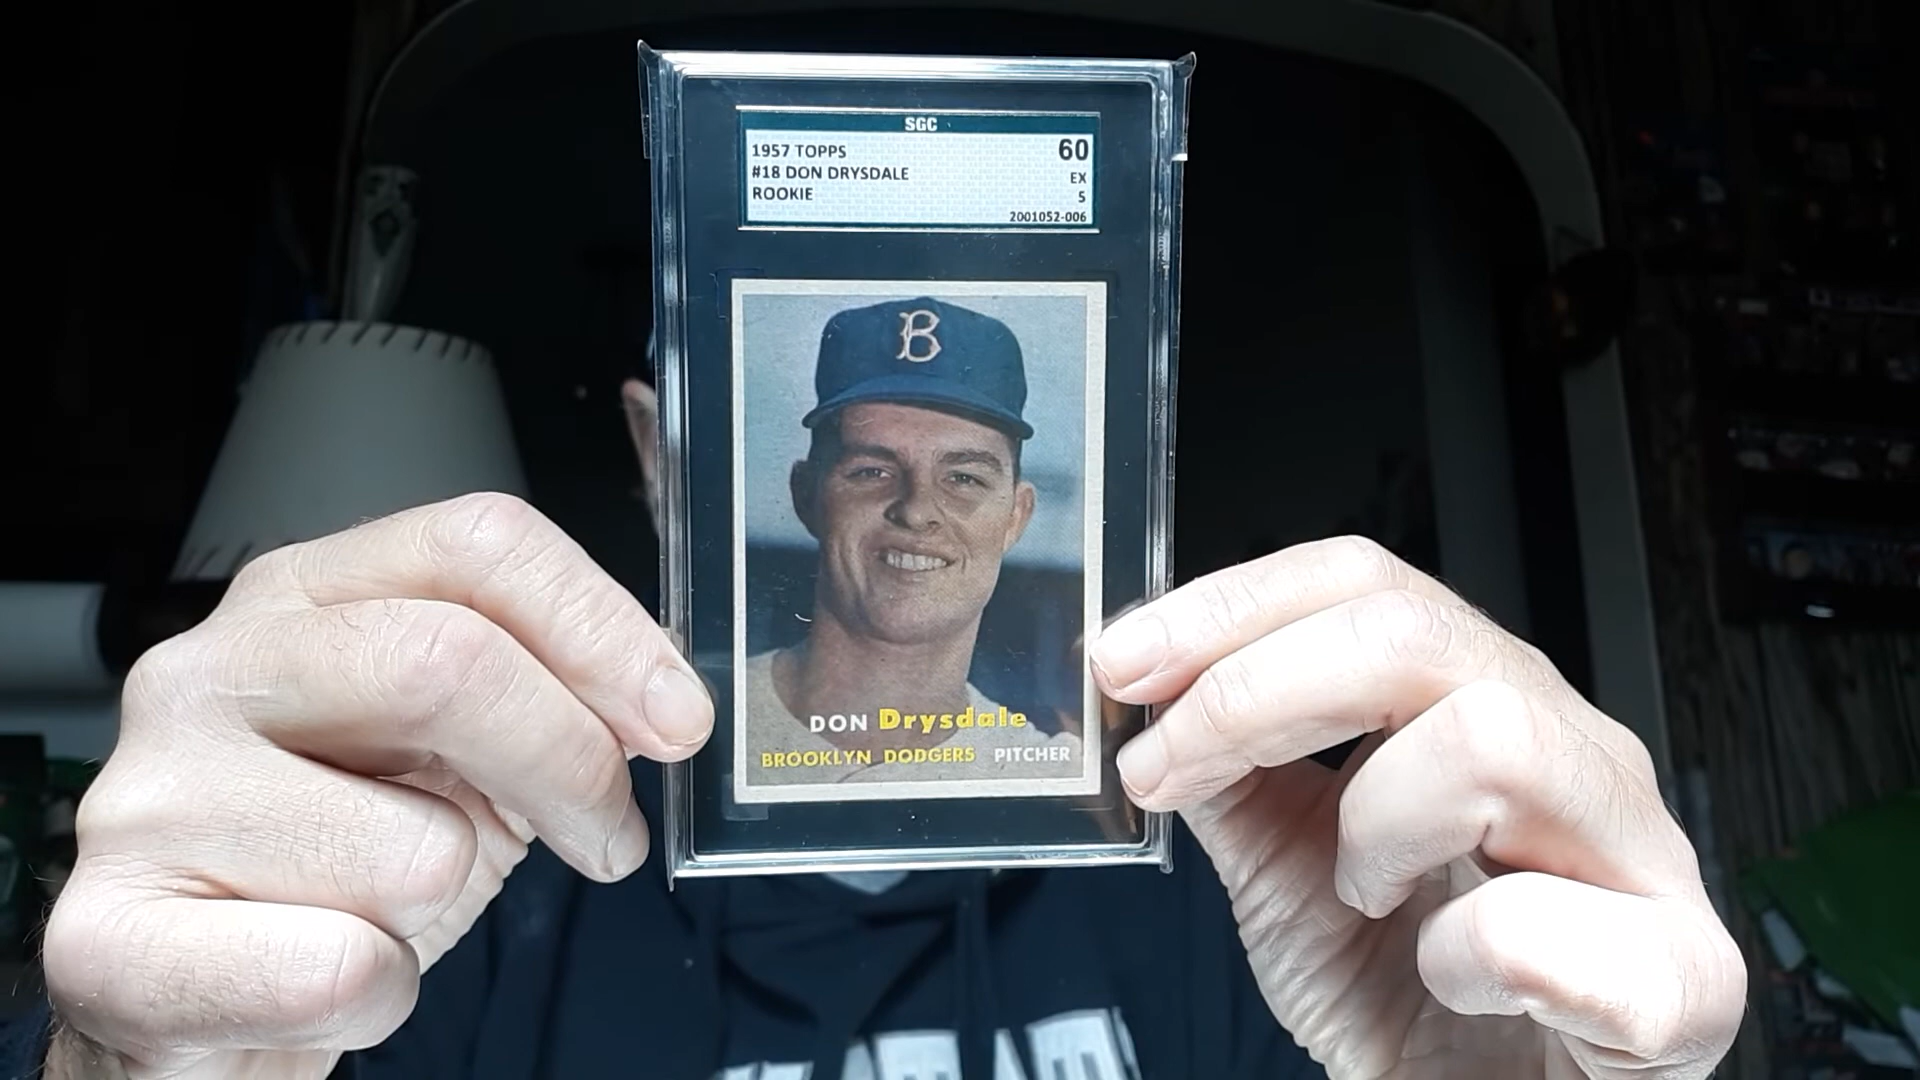 SGC
1957 TOPPS 60
#18 DON DRYSDALE EX
ROOKIE 5
2001052-006
B
DON Drysdale
BROOKLYN DODGERS PITCHER